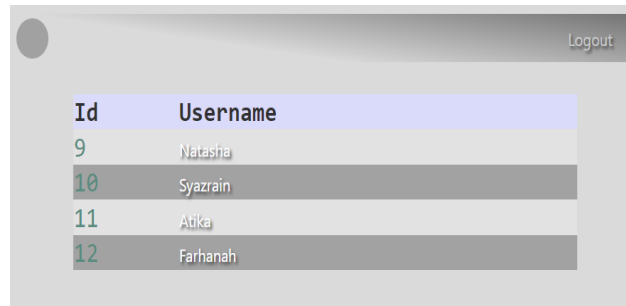 Logout
Id Username
9 Natasha
10 Syazrain
11 Atika
12 Farhanah